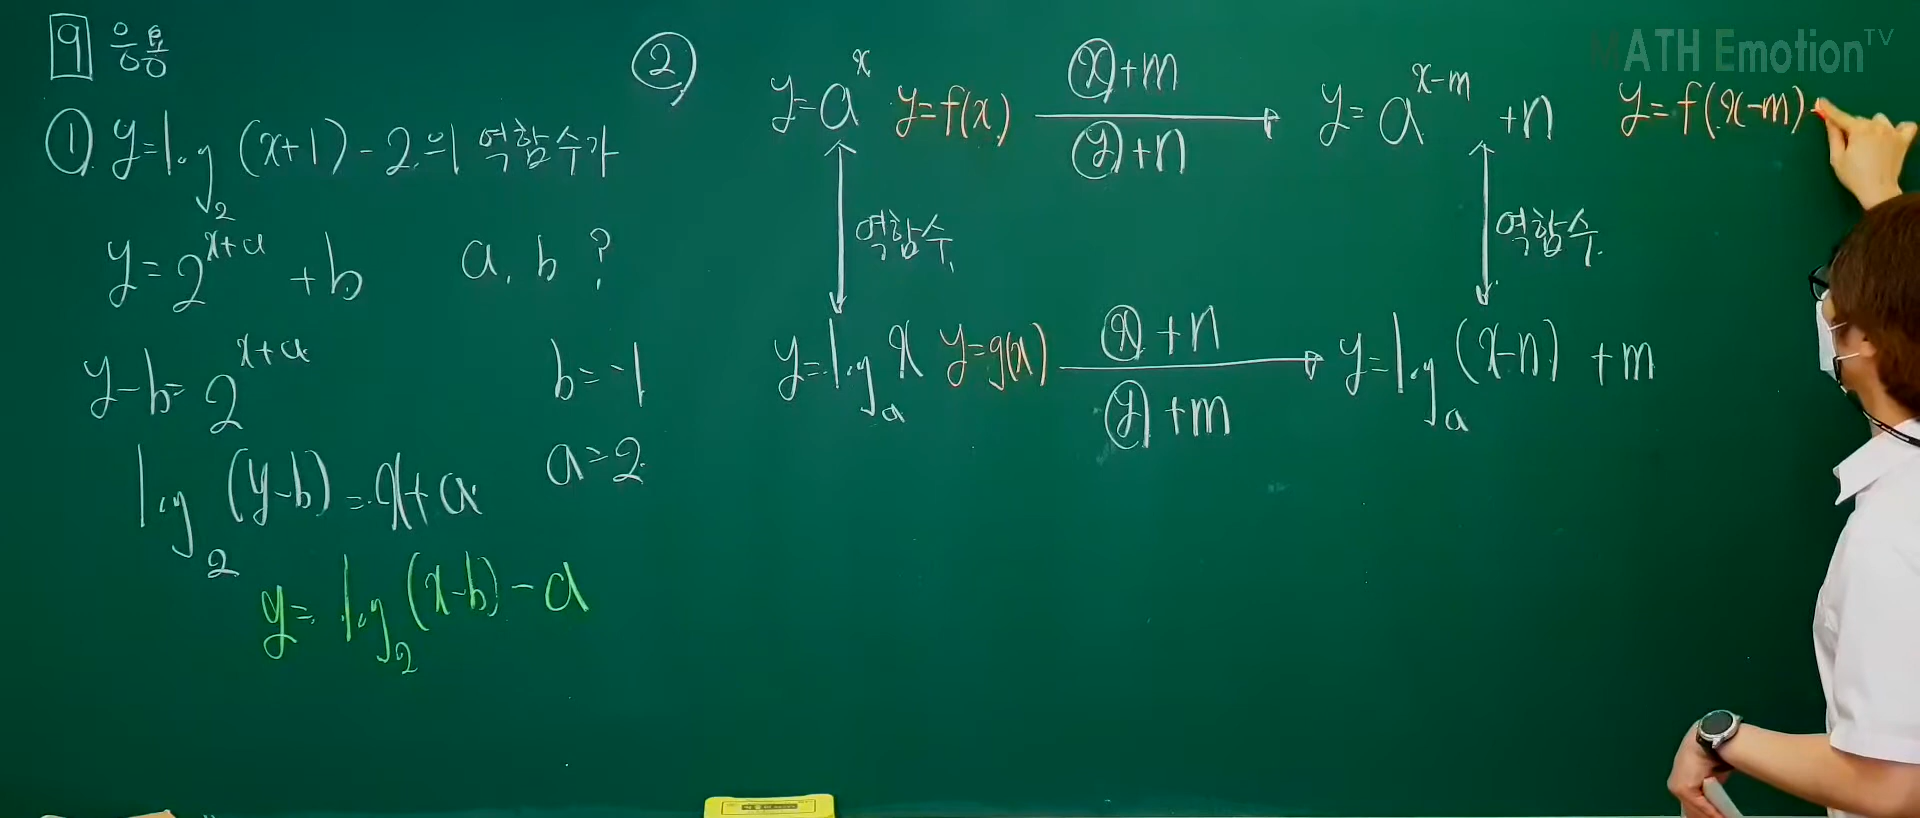 9 응용
① y=log₂(x+1)-2의 역함수가
y=2^(x+a)+b a, b ?
y-b=2^(x+a)
log₂(y-b)=x+a
y=log₂(x-b)-a
b=-1
a=2
②
y=a^x y=f(x)
ⓧ+m
ⓨ+n
y=a^(x-m)+n y=f(x-m)
역함수
역함수
y=logₐx y=g(x)
ⓧ+n
ⓨ+m
y=logₐ(x-n)+m
MATH Emotion TV